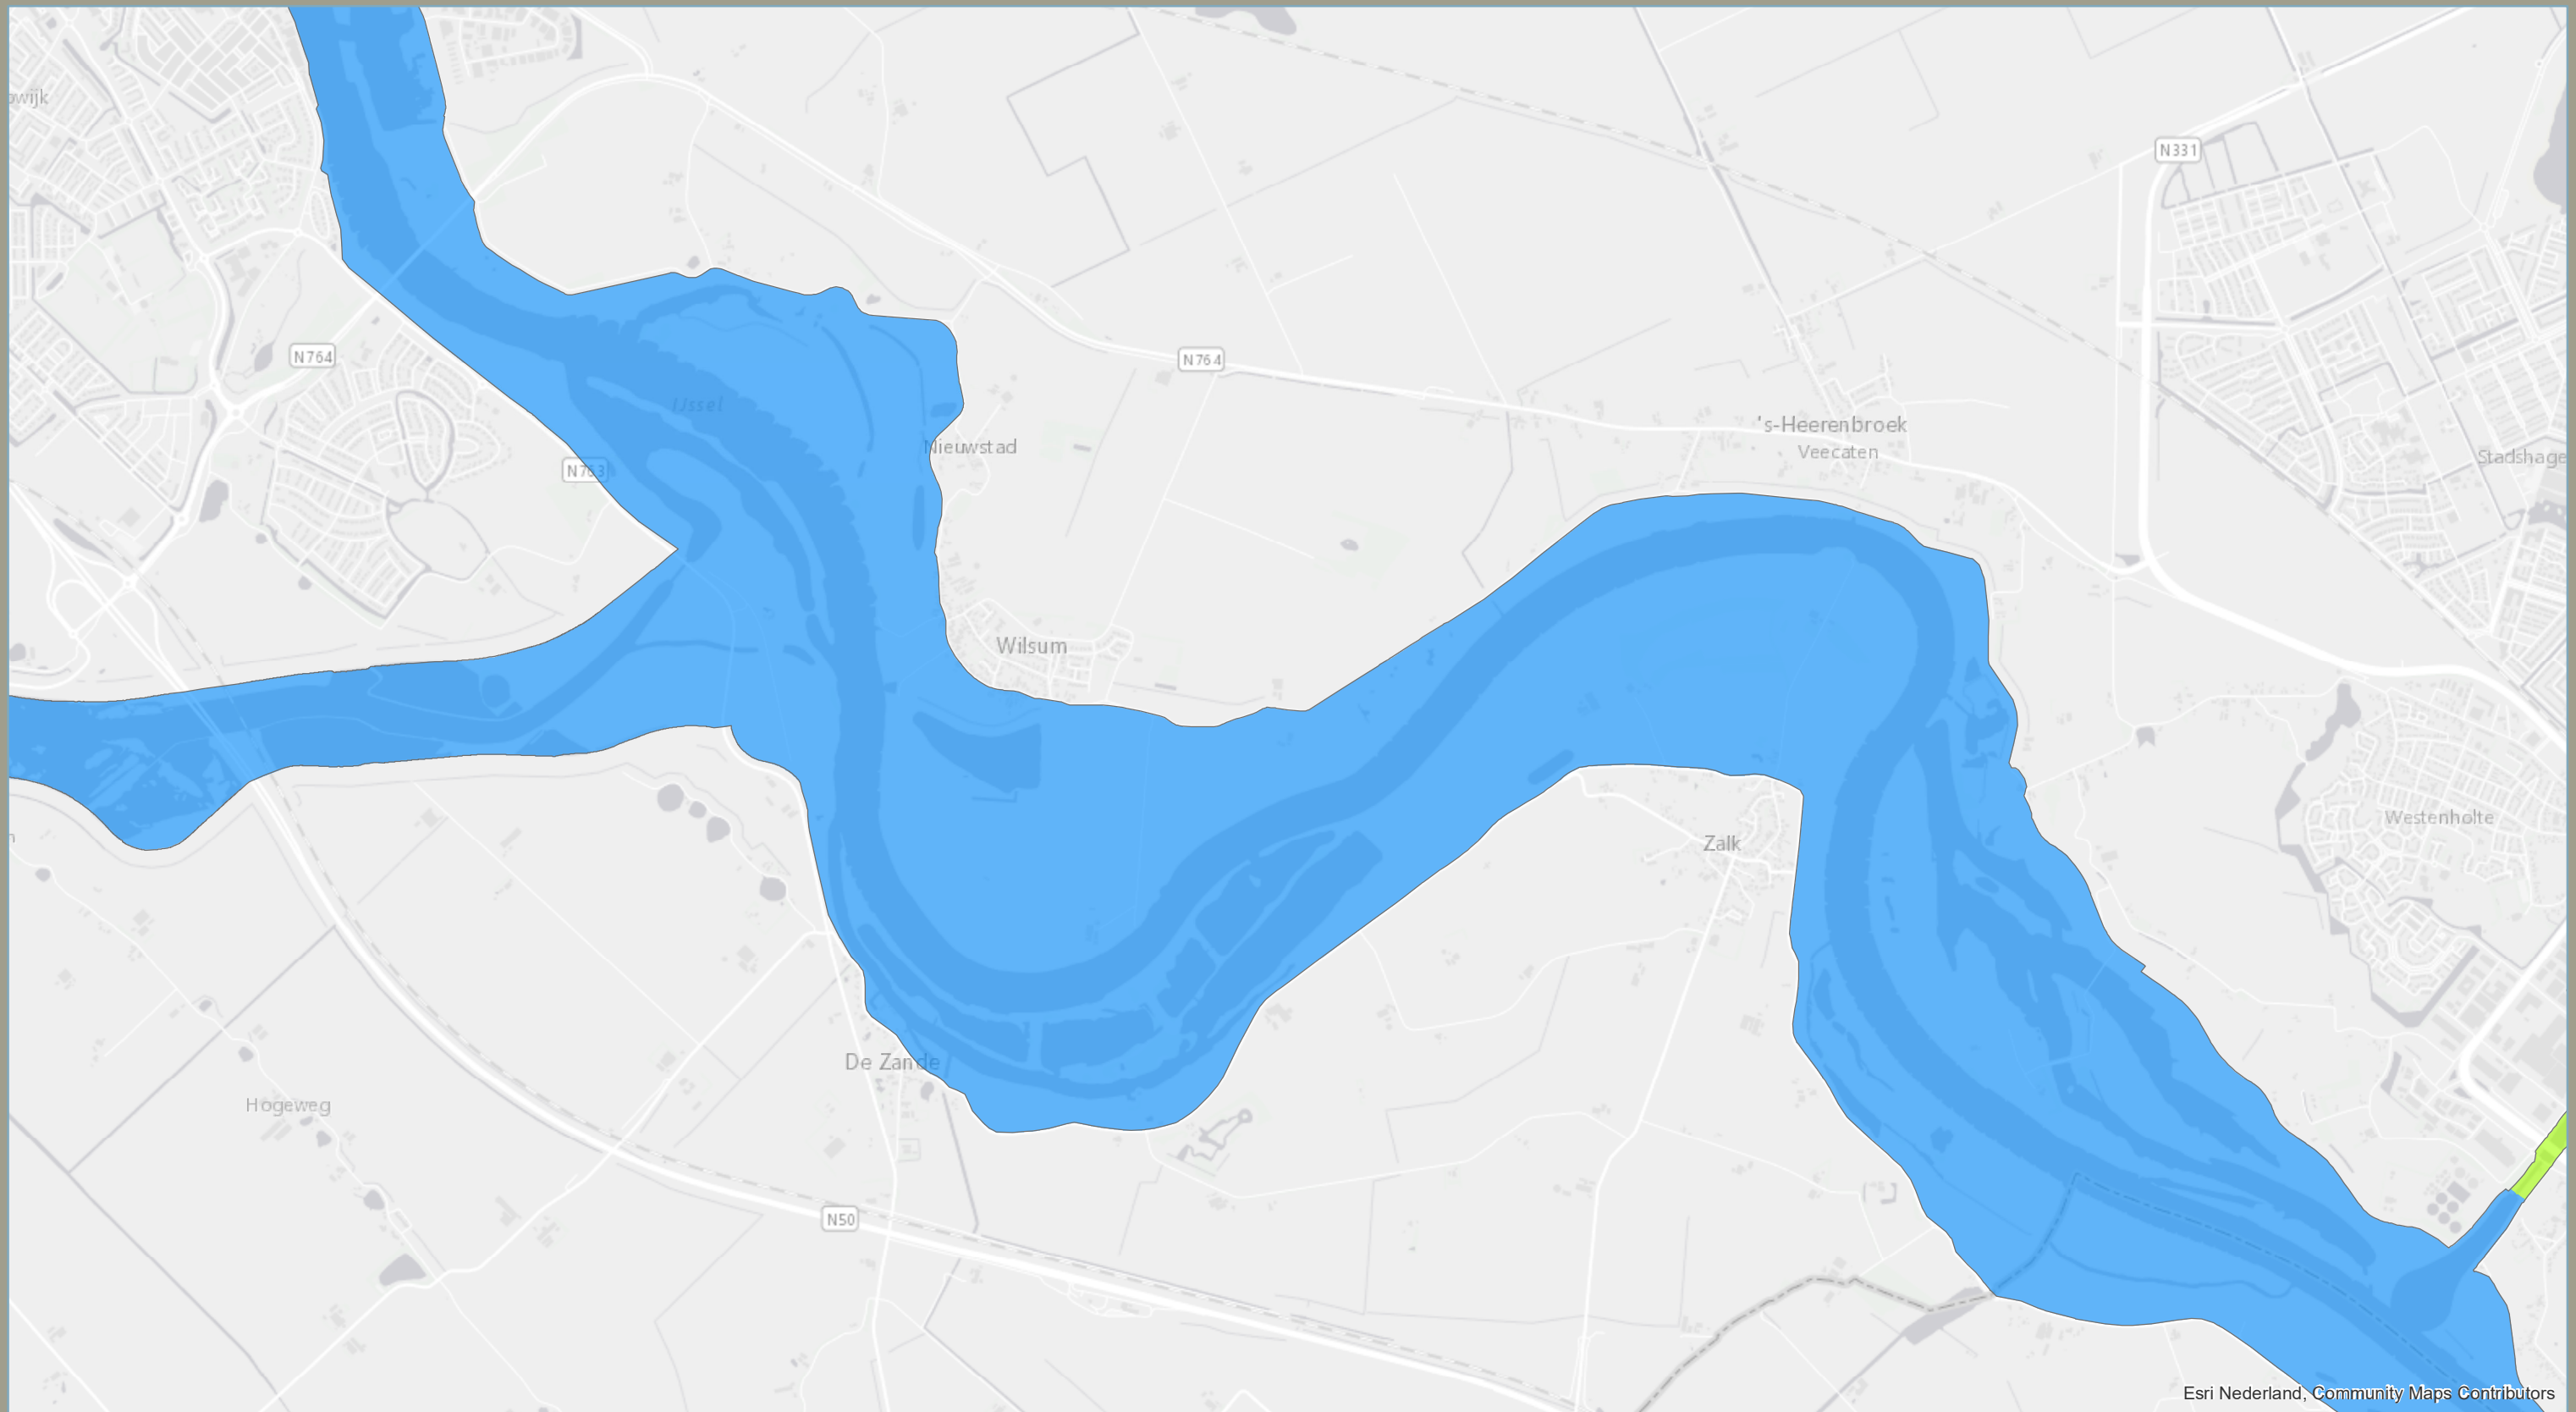 N331
N764
N764
IJssel
's-Heerenbroek
Veecaten
Nieuwstad
Stadshage
N763
Wilsum
Westenholte
Zalk
De Zande
Hogeweg
N50
Esri Nederland, Community Maps Contributors